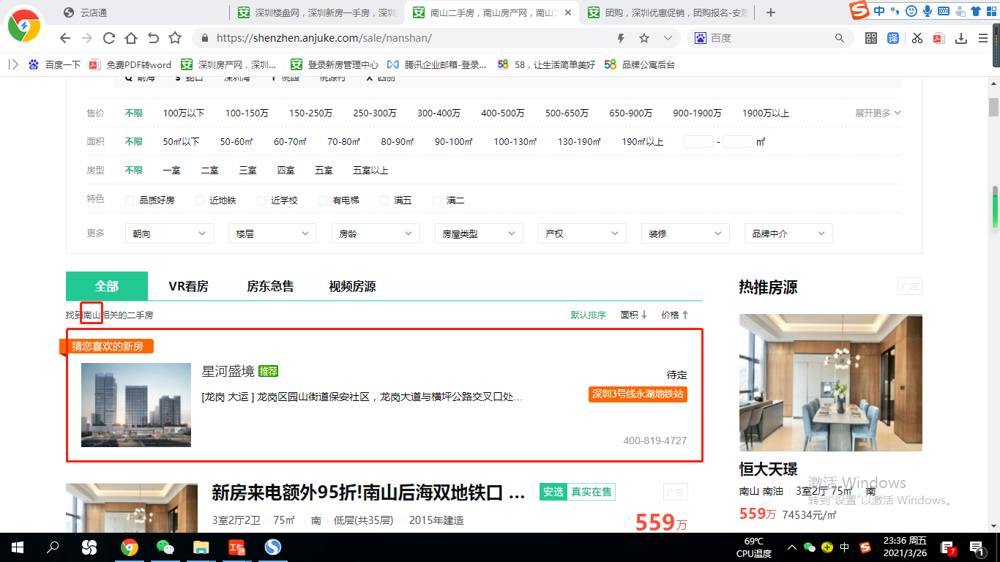 云店通
深圳楼盘网，深圳新房一手房，深圳
南山二手房，南山房产网，南山二
团购，深圳优惠促销，团购报名-安居
中
https://shenzhen.anjuke.com/sale/nanshan/
百度
译
百度一下
免费PDF转word
深圳房产网，深圳...
登录新房管理中心
腾讯企业邮箱-登录...
58，让生活简单美好
品牌公寓后台
Q 前海 S 蛇口 深圳湾 T 桃园 桃源村 X 西丽
售价 不限 100万以下 100-150万 150-250万 250-300万 300-400万 400-500万 500-650万 650-900万 900-1900万 1900万以上 展开更多
面积 不限 50㎡以下 50-60㎡ 60-70㎡ 70-80㎡ 80-90㎡ 90-100㎡ 100-130㎡ 130-190㎡ 190㎡以上 - ㎡
房型 不限 一室 二室 三室 四室 五室 五室以上
特色 品质好房 近地铁 近学校 有电梯 满五 满二
更多 朝向 楼层 房龄 房屋类型 产权 装修 品牌中介
全部 VR看房 房东急售 视频房源
找到南山相关的二手房
默认排序 面积 价格
猜您喜欢的新房
星河盛境 推荐
待定
[龙岗 大运 ] 龙岗区园山街道保安社区，龙岗大道与横坪公路交叉口处...
深圳3号线永湖地铁站
400-819-4727
新房来电额外95折!南山后海双地铁口 ...
安选 真实在售
广告
3室2厅2卫 75㎡ 南 低层(共35层) 2015年建造
559万
热推房源
广告
恒大天璟
南山 南油 3室2厅 75㎡ 南
559万 74534元/㎡
激活 Windows
转到"设置"以激活 Windows。
69℃
CPU温度
中
23:36 周五
2021/3/26
7
1